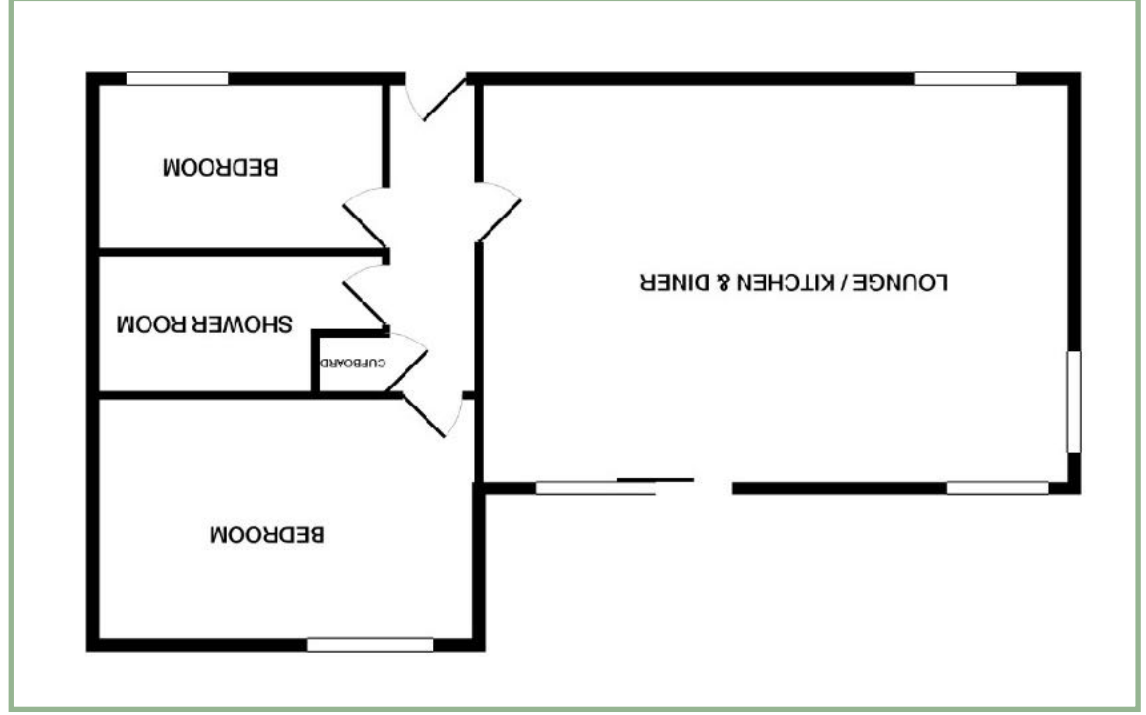 BEDROOM
CUPBOARD
SHOWER ROOM
LOUNGE / KITCHEN & DINER
BEDROOM